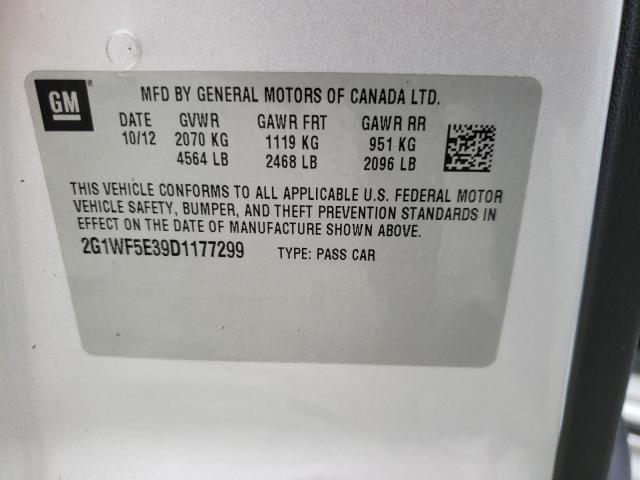 GM ®
MFD BY GENERAL MOTORS OF CANADA LTD.
DATE GVWR GAWR FRT GAWR RR
10/12 2070 KG 1119 KG 951 KG
4564 LB 2468 LB 2096 LB
THIS VEHICLE CONFORMS TO ALL APPLICABLE U.S. FEDERAL MOTOR
VEHICLE SAFETY, BUMPER, AND THEFT PREVENTION STANDARDS IN
EFFECT ON THE DATE OF MANUFACTURE SHOWN ABOVE.
2G1WF5E39D1177299 TYPE: PASS CAR